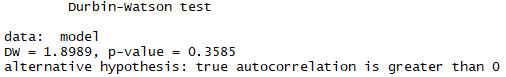 Durbin-Watson test
data:  model
DW = 1.8989, p-value = 0.3585
alternative hypothesis: true autocorrelation is greater than 0